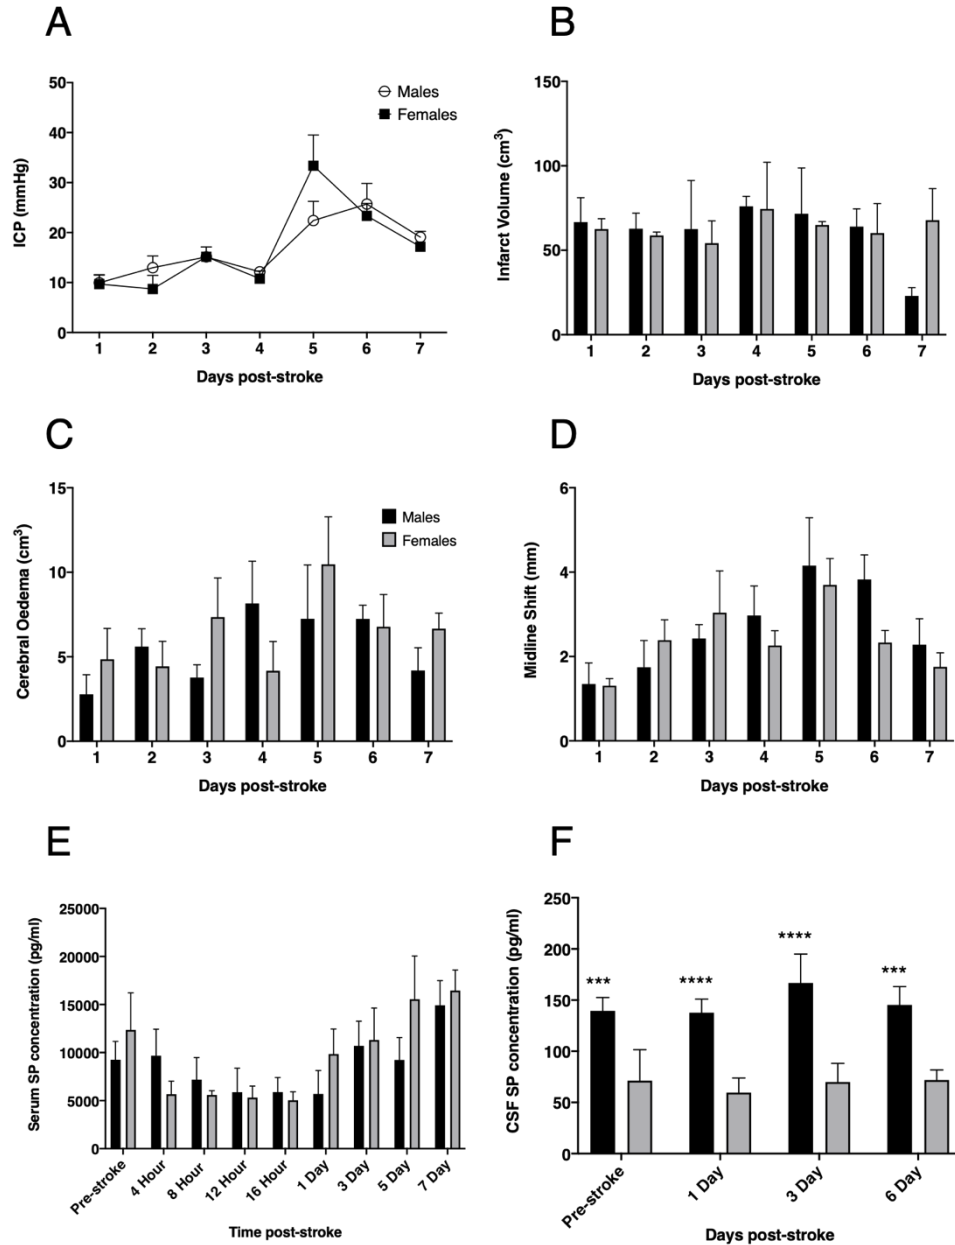 A
ICP (mmHg)
50
40
30
20
10
0
Males
Females
1 2 3 4 5 6 7
Days post-stroke
B
Infarct Volume (cm³)
150
100
50
0
1 2 3 4 5 6 7
Days post-stroke
C
Cerebral Oedema (cm³)
15
10
5
0
Males
Females
1 2 3 4 5 6 7
Days post-stroke
D
Midline Shift (mm)
6
4
2
0
1 2 3 4 5 6 7
Days post-stroke
E
Serum SP concentration (pg/ml)
25000
20000
15000
10000
5000
0
Pre-stroke 4 Hour 8 Hour 12 Hour 16 Hour 1 Day 3 Day 5 Day 7 Day
Time post-stroke
F
CSF SP concentration (pg/ml)
250
200
150
100
50
0
*** **** **** ***
Pre-stroke 1 Day 3 Day 6 Day
Days post-stroke